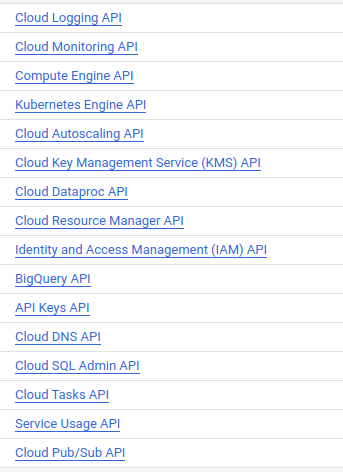 Cloud Logging API
Cloud Monitoring API
Compute Engine API
Kubernetes Engine API
Cloud Autoscaling API
Cloud Key Management Service (KMS) API
Cloud Dataproc API
Cloud Resource Manager API
Identity and Access Management (IAM) API
BigQuery API
API Keys API
Cloud DNS API
Cloud SQL Admin API
Cloud Tasks API
Service Usage API
Cloud Pub/Sub API